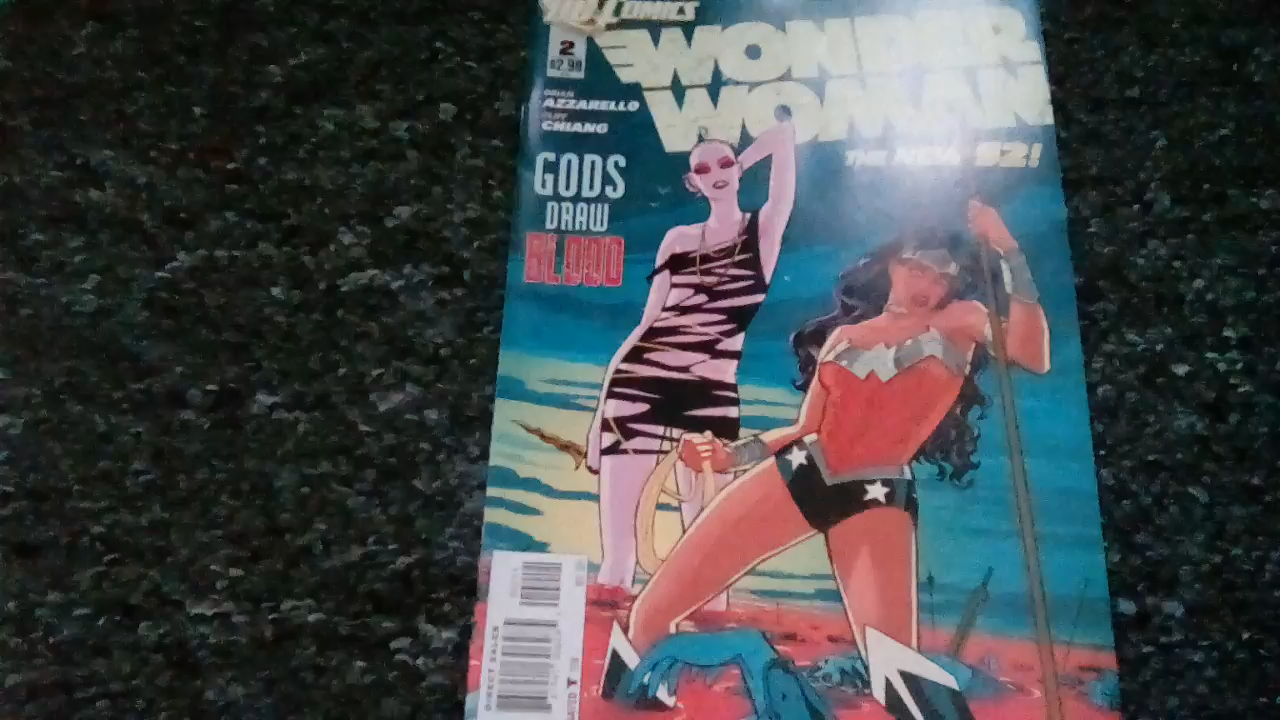 DC COMICS
2
$2.99
BRIAN
AZZARELLO
CLIFF
CHIANG
WONDER
WOMAN
THE NEW 52!
GODS
DRAW
BLOOD
DIRECT SALES